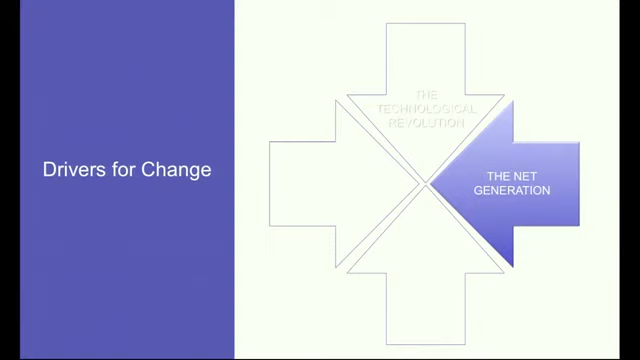 Drivers for Change
THE
TECHNOLOGICAL
REVOLUTION
THE NET
GENERATION